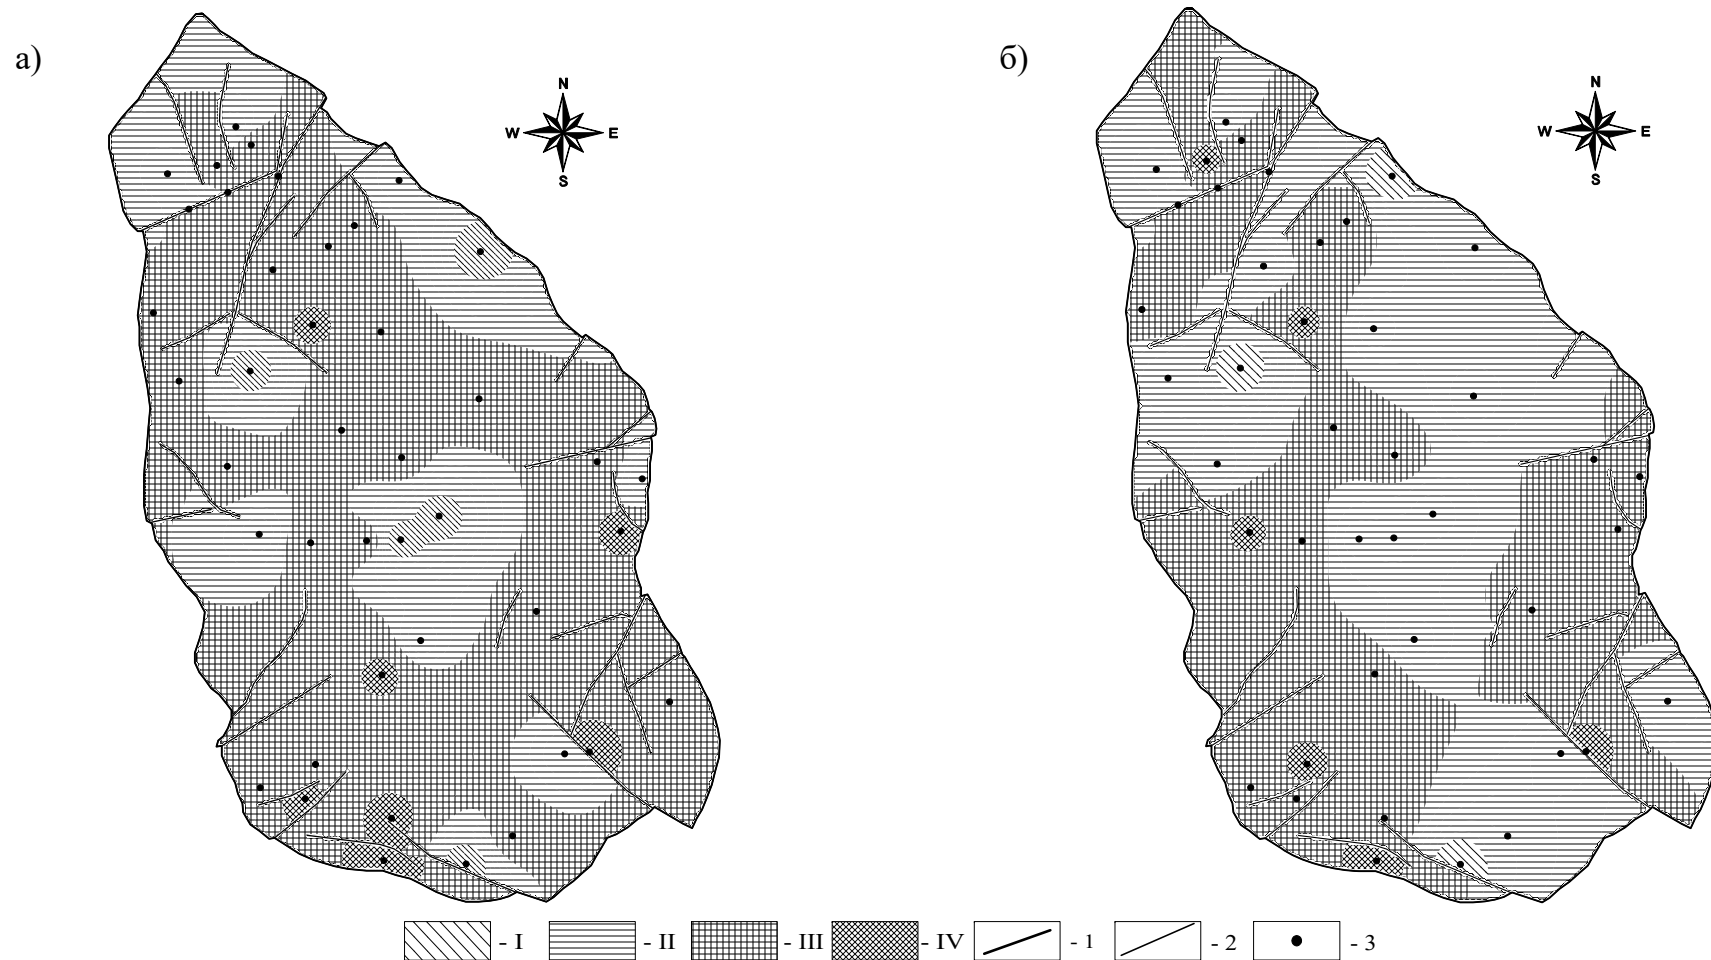 а)
б)
N
W E
S
N
W E
S
- I - II - III - IV - 1 - 2 - 3